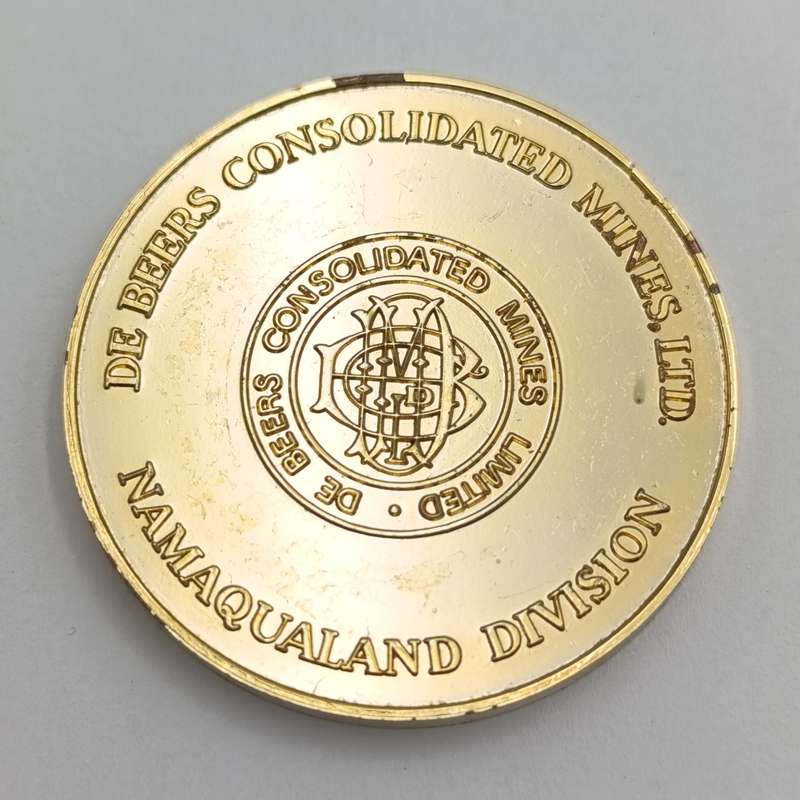 DE BEERS CONSOLIDATED MINES, LTD.
DE BEERS CONSOLIDATED MINES LIMITED •
NAMAQUALAND DIVISION